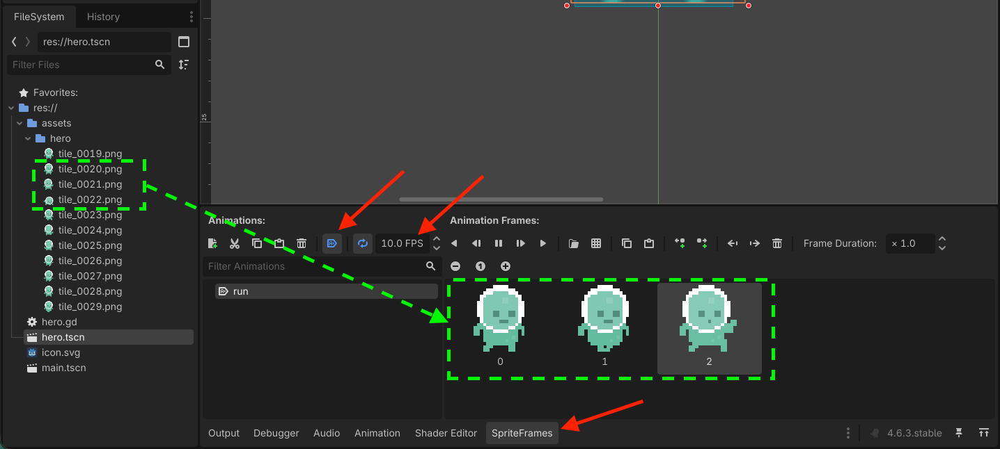 FileSystem
History
res://hero.tscn
Filter Files
Favorites:
res://
assets
hero
tile_0019.png
tile_0020.png
tile_0021.png
tile_0022.png
tile_0023.png
tile_0024.png
tile_0025.png
tile_0026.png
tile_0027.png
tile_0028.png
tile_0029.png
hero.gd
hero.tscn
icon.svg
main.tscn
25
Animations:
10.0 FPS
Filter Animations
run
Animation Frames:
Frame Duration:
× 1.0
1
0
1
2
Output
Debugger
Audio
Animation
Shader Editor
SpriteFrames
4.6.3.stable